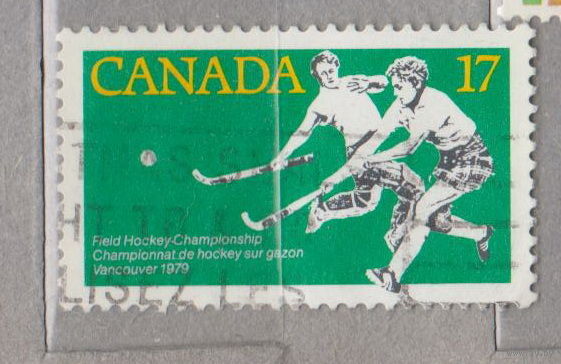 CANADA 17
Field Hockey-Championship
Championnat de hockey sur gazon
Vancouver 1979